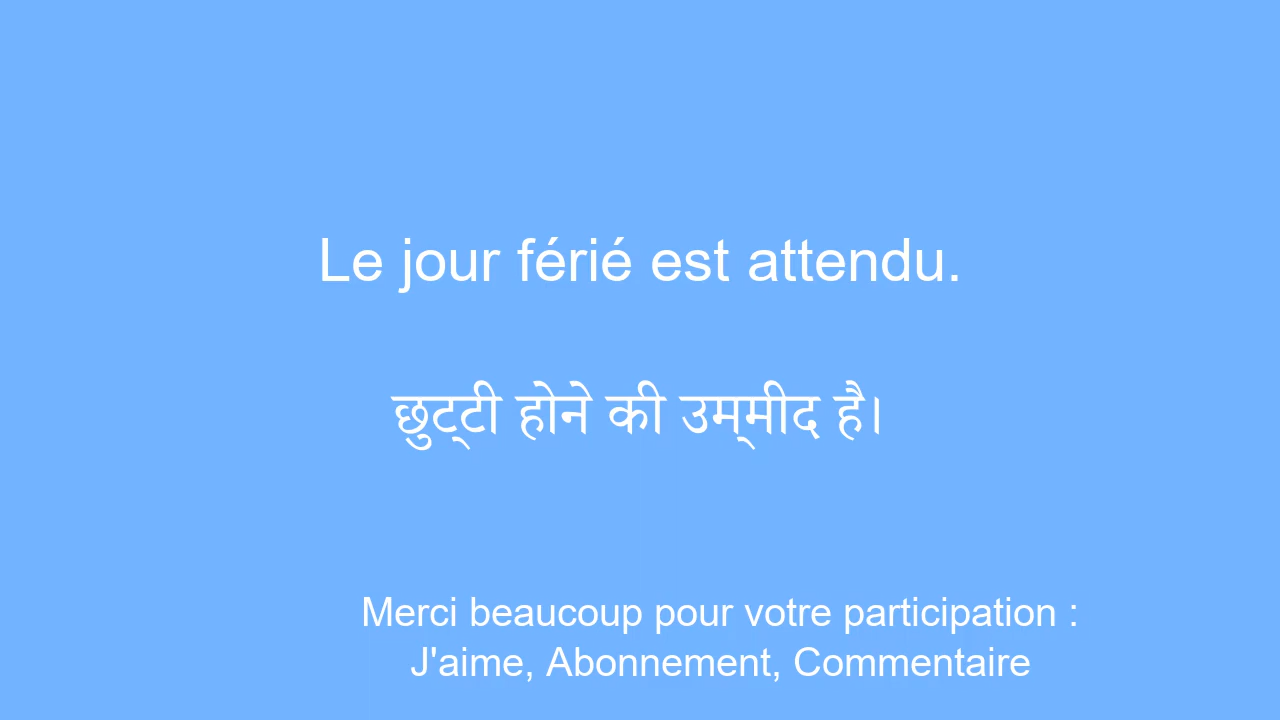 Le jour férié est attendu.
छुट्टी होने की उम्मीद है।
Merci beaucoup pour votre participation :
J'aime, Abonnement, Commentaire